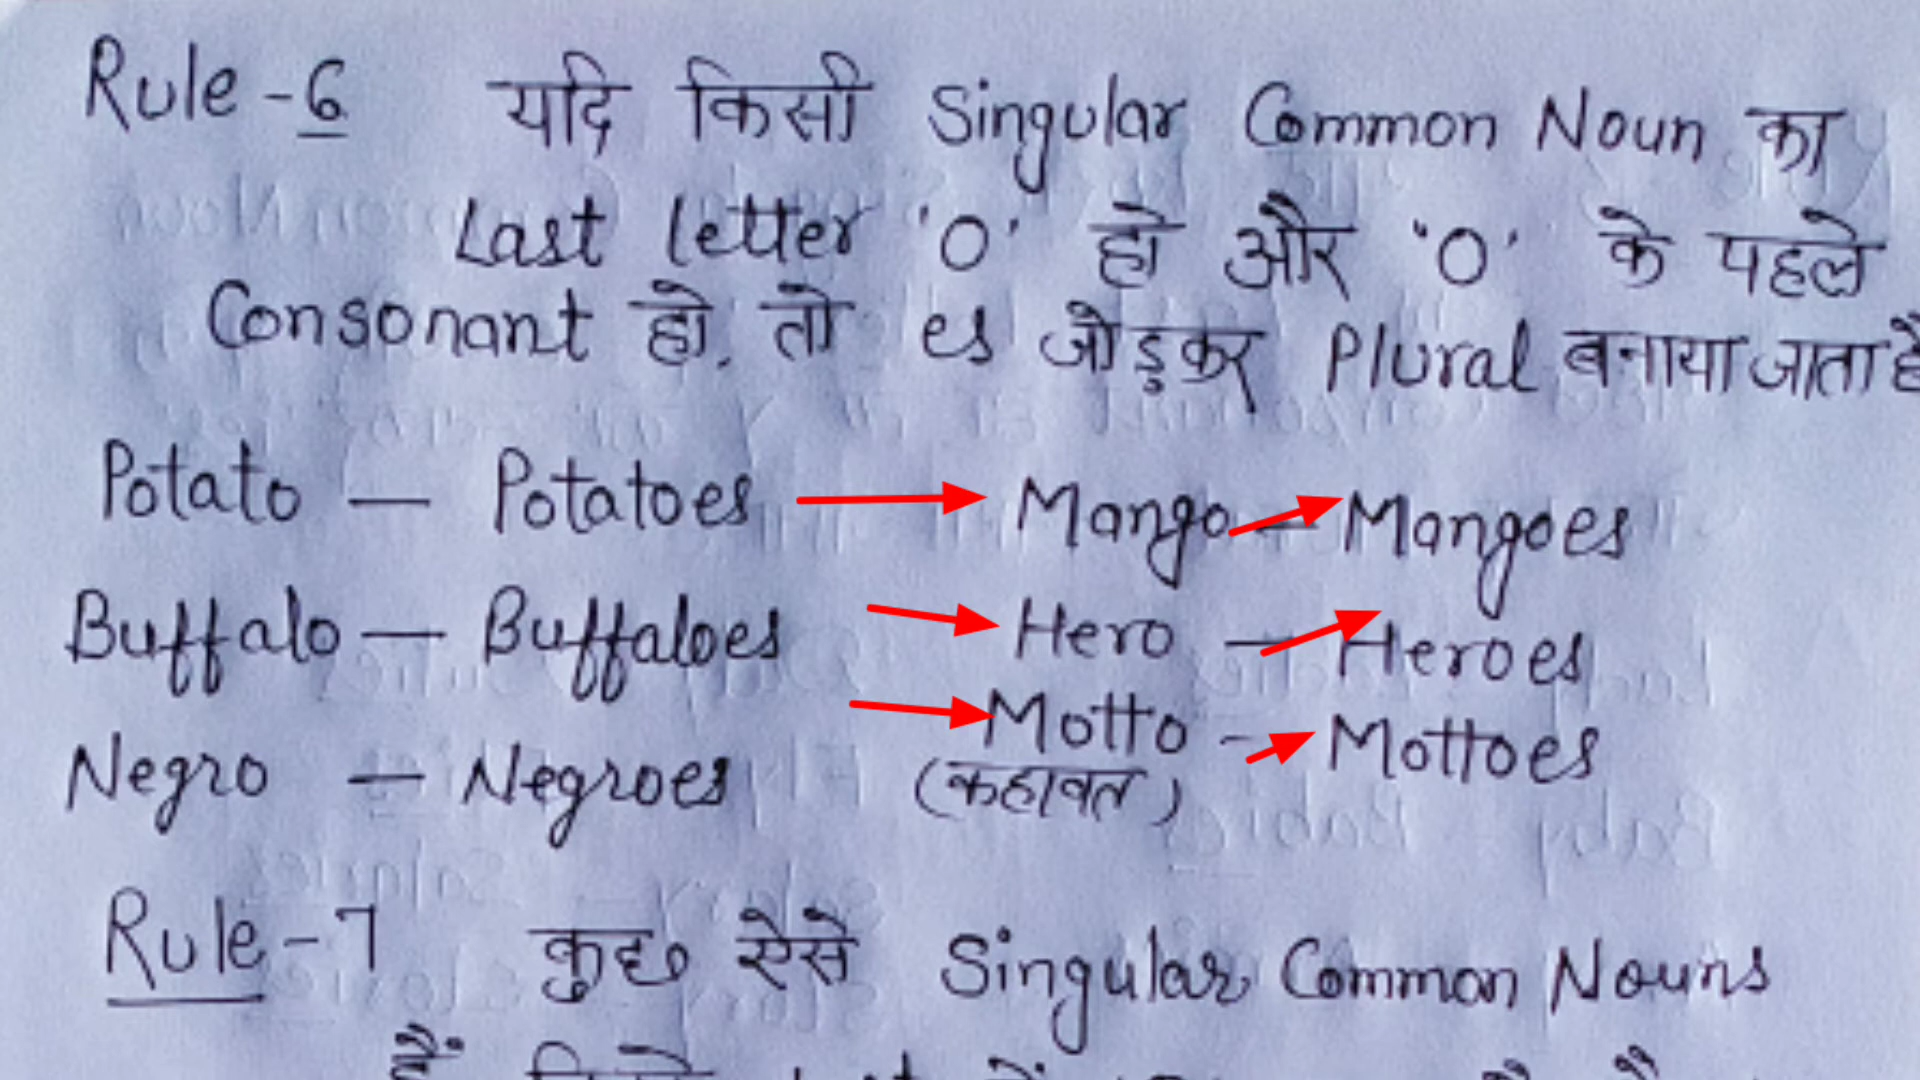 Rule - 6 यदि किसी Singular Common Noun का
Last letter 'O' हो और 'O' के पहले
Consonant हो, तो es जोड़कर Plural बनाया जाता है
Potato — Potatoes Mango — Mangoes
Buffalo — Buffaloes Hero — Heroes
Negro — Negroes Motto - Mottoes
(कहावत)
Rule - 7 कुछ ऐसे Singular Common Nouns